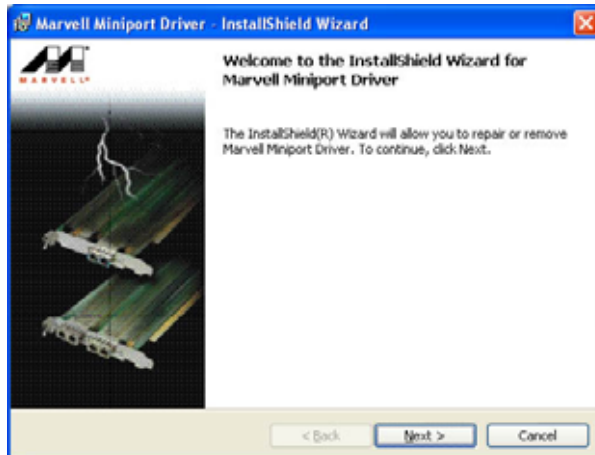 Marvell Miniport Driver - InstallShield Wizard
MARVELL®
Welcome to the InstallShield Wizard for
Marvell Miniport Driver
The InstallShield(R) Wizard will allow you to repair or remove
Marvell Miniport Driver. To continue, click Next.
< Back
Next >
Cancel